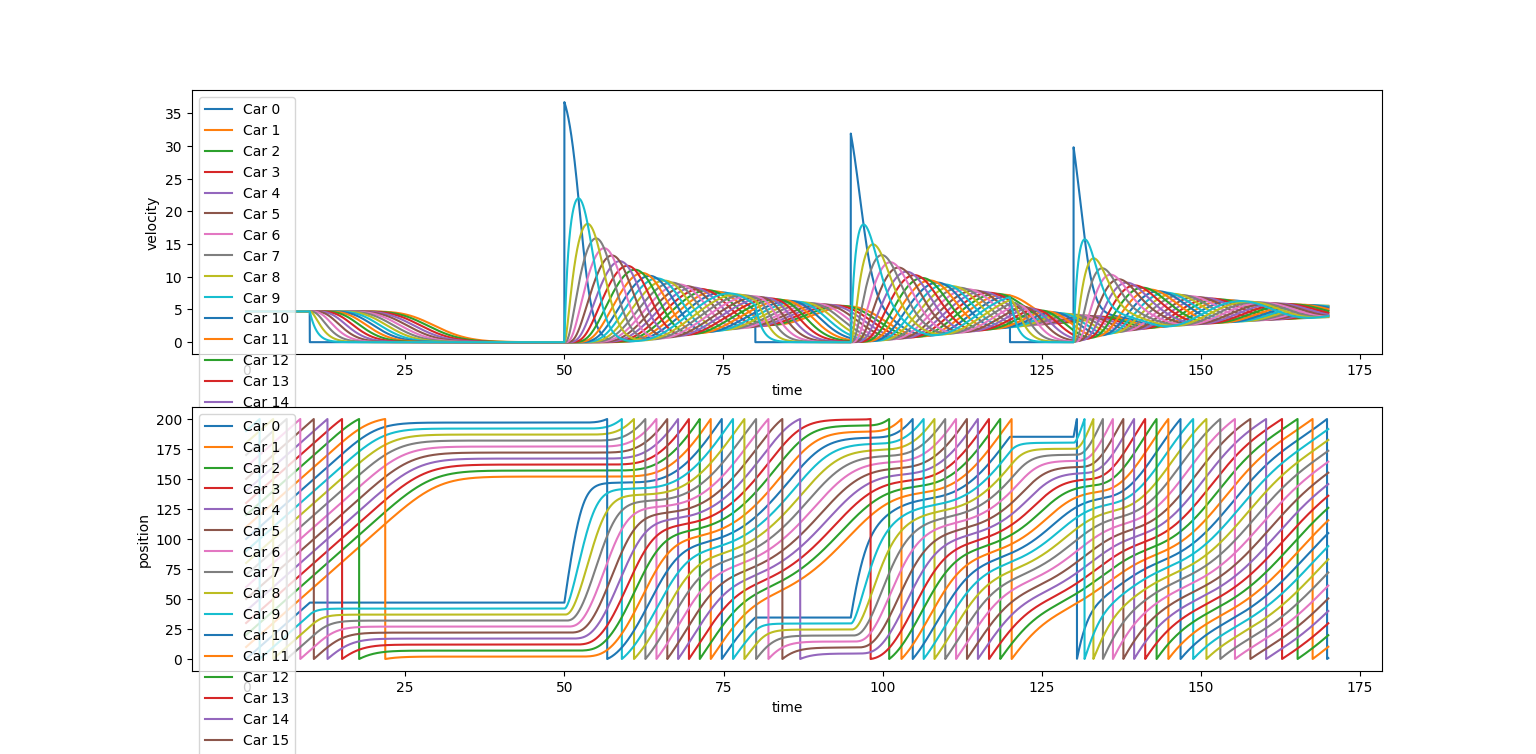 35
30
25
20
15
10
5
0
velocity
Car 0
Car 1
Car 2
Car 3
Car 4
Car 5
Car 6
Car 7
Car 8
Car 9
Car 10
Car 11
Car 12
Car 13
Car 14
0 25 50 75 100 125 150 175
time
200
175
150
125
100
75
50
25
0
position
Car 0
Car 1
Car 2
Car 3
Car 4
Car 5
Car 6
Car 7
Car 8
Car 9
Car 10
Car 11
Car 12
Car 13
Car 14
Car 15
0 25 50 75 100 125 150 175
time